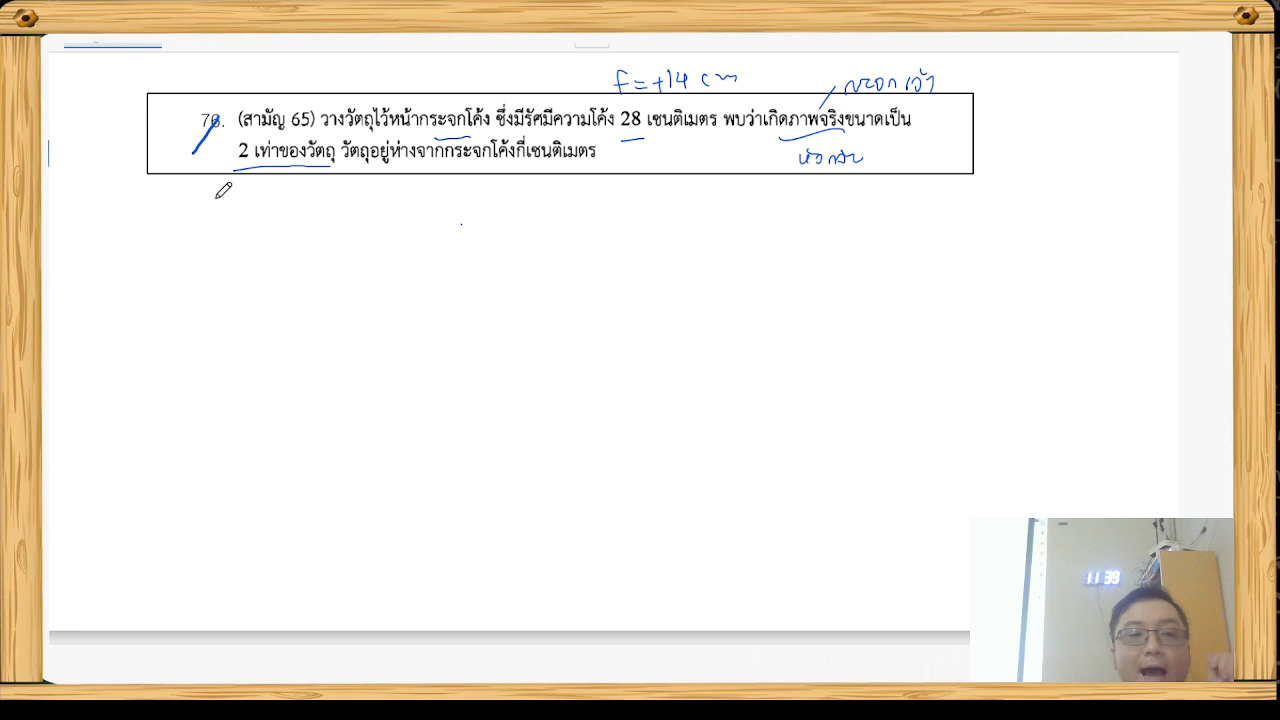 f = +14 cm
กระจกเว้า
76. (สามัญ 65) วางวัตถุไว้หน้ากระจกโค้ง ซึ่งมีรัศมีความโค้ง 28 เซนติเมตร พบว่าเกิดภาพจริงขนาดเป็น
2 เท่าของวัตถุ วัตถุอยู่ห่างจากกระจกโค้งกี่เซนติเมตร
หัวกลับ
11:39